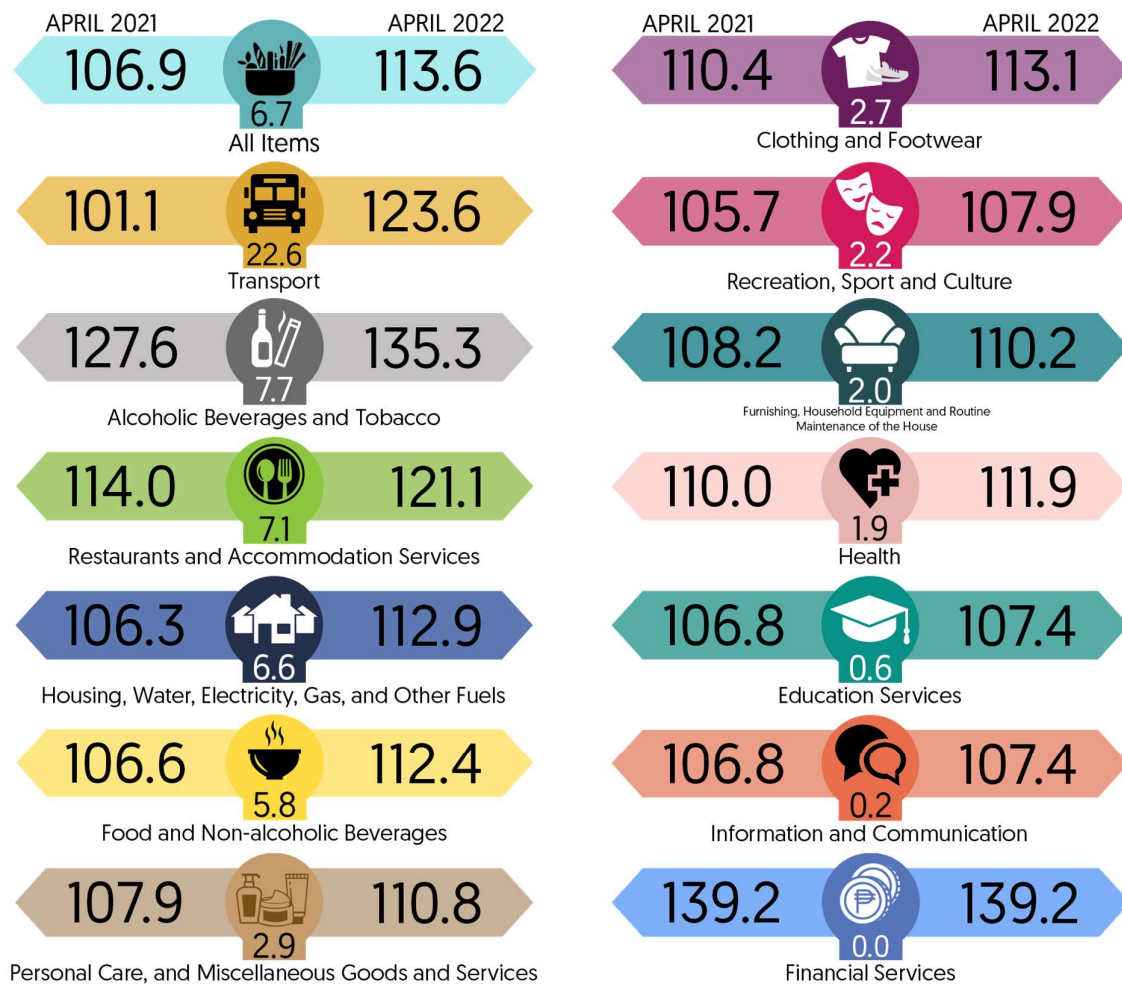 APRIL 2021 APRIL 2022
106.9 113.6
6.7
All Items
101.1 123.6
22.6
Transport
127.6 135.3
7.7
Alcoholic Beverages and Tobacco
114.0 121.1
7.1
Restaurants and Accommodation Services
106.3 112.9
6.6
Housing, Water, Electricity, Gas, and Other Fuels
106.6 112.4
5.8
Food and Non-alcoholic Beverages
107.9 110.8
2.9
Personal Care, and Miscellaneous Goods and Services
APRIL 2021 APRIL 2022
110.4 113.1
2.7
Clothing and Footwear
105.7 107.9
2.2
Recreation, Sport and Culture
108.2 110.2
2.0
Furnishing, Household Equipment and Routine
Maintenance of the House
110.0 111.9
1.9
Health
106.8 107.4
0.6
Education Services
106.8 107.4
0.2
Information and Communication
139.2 ₱ 139.2
0.0
Financial Services